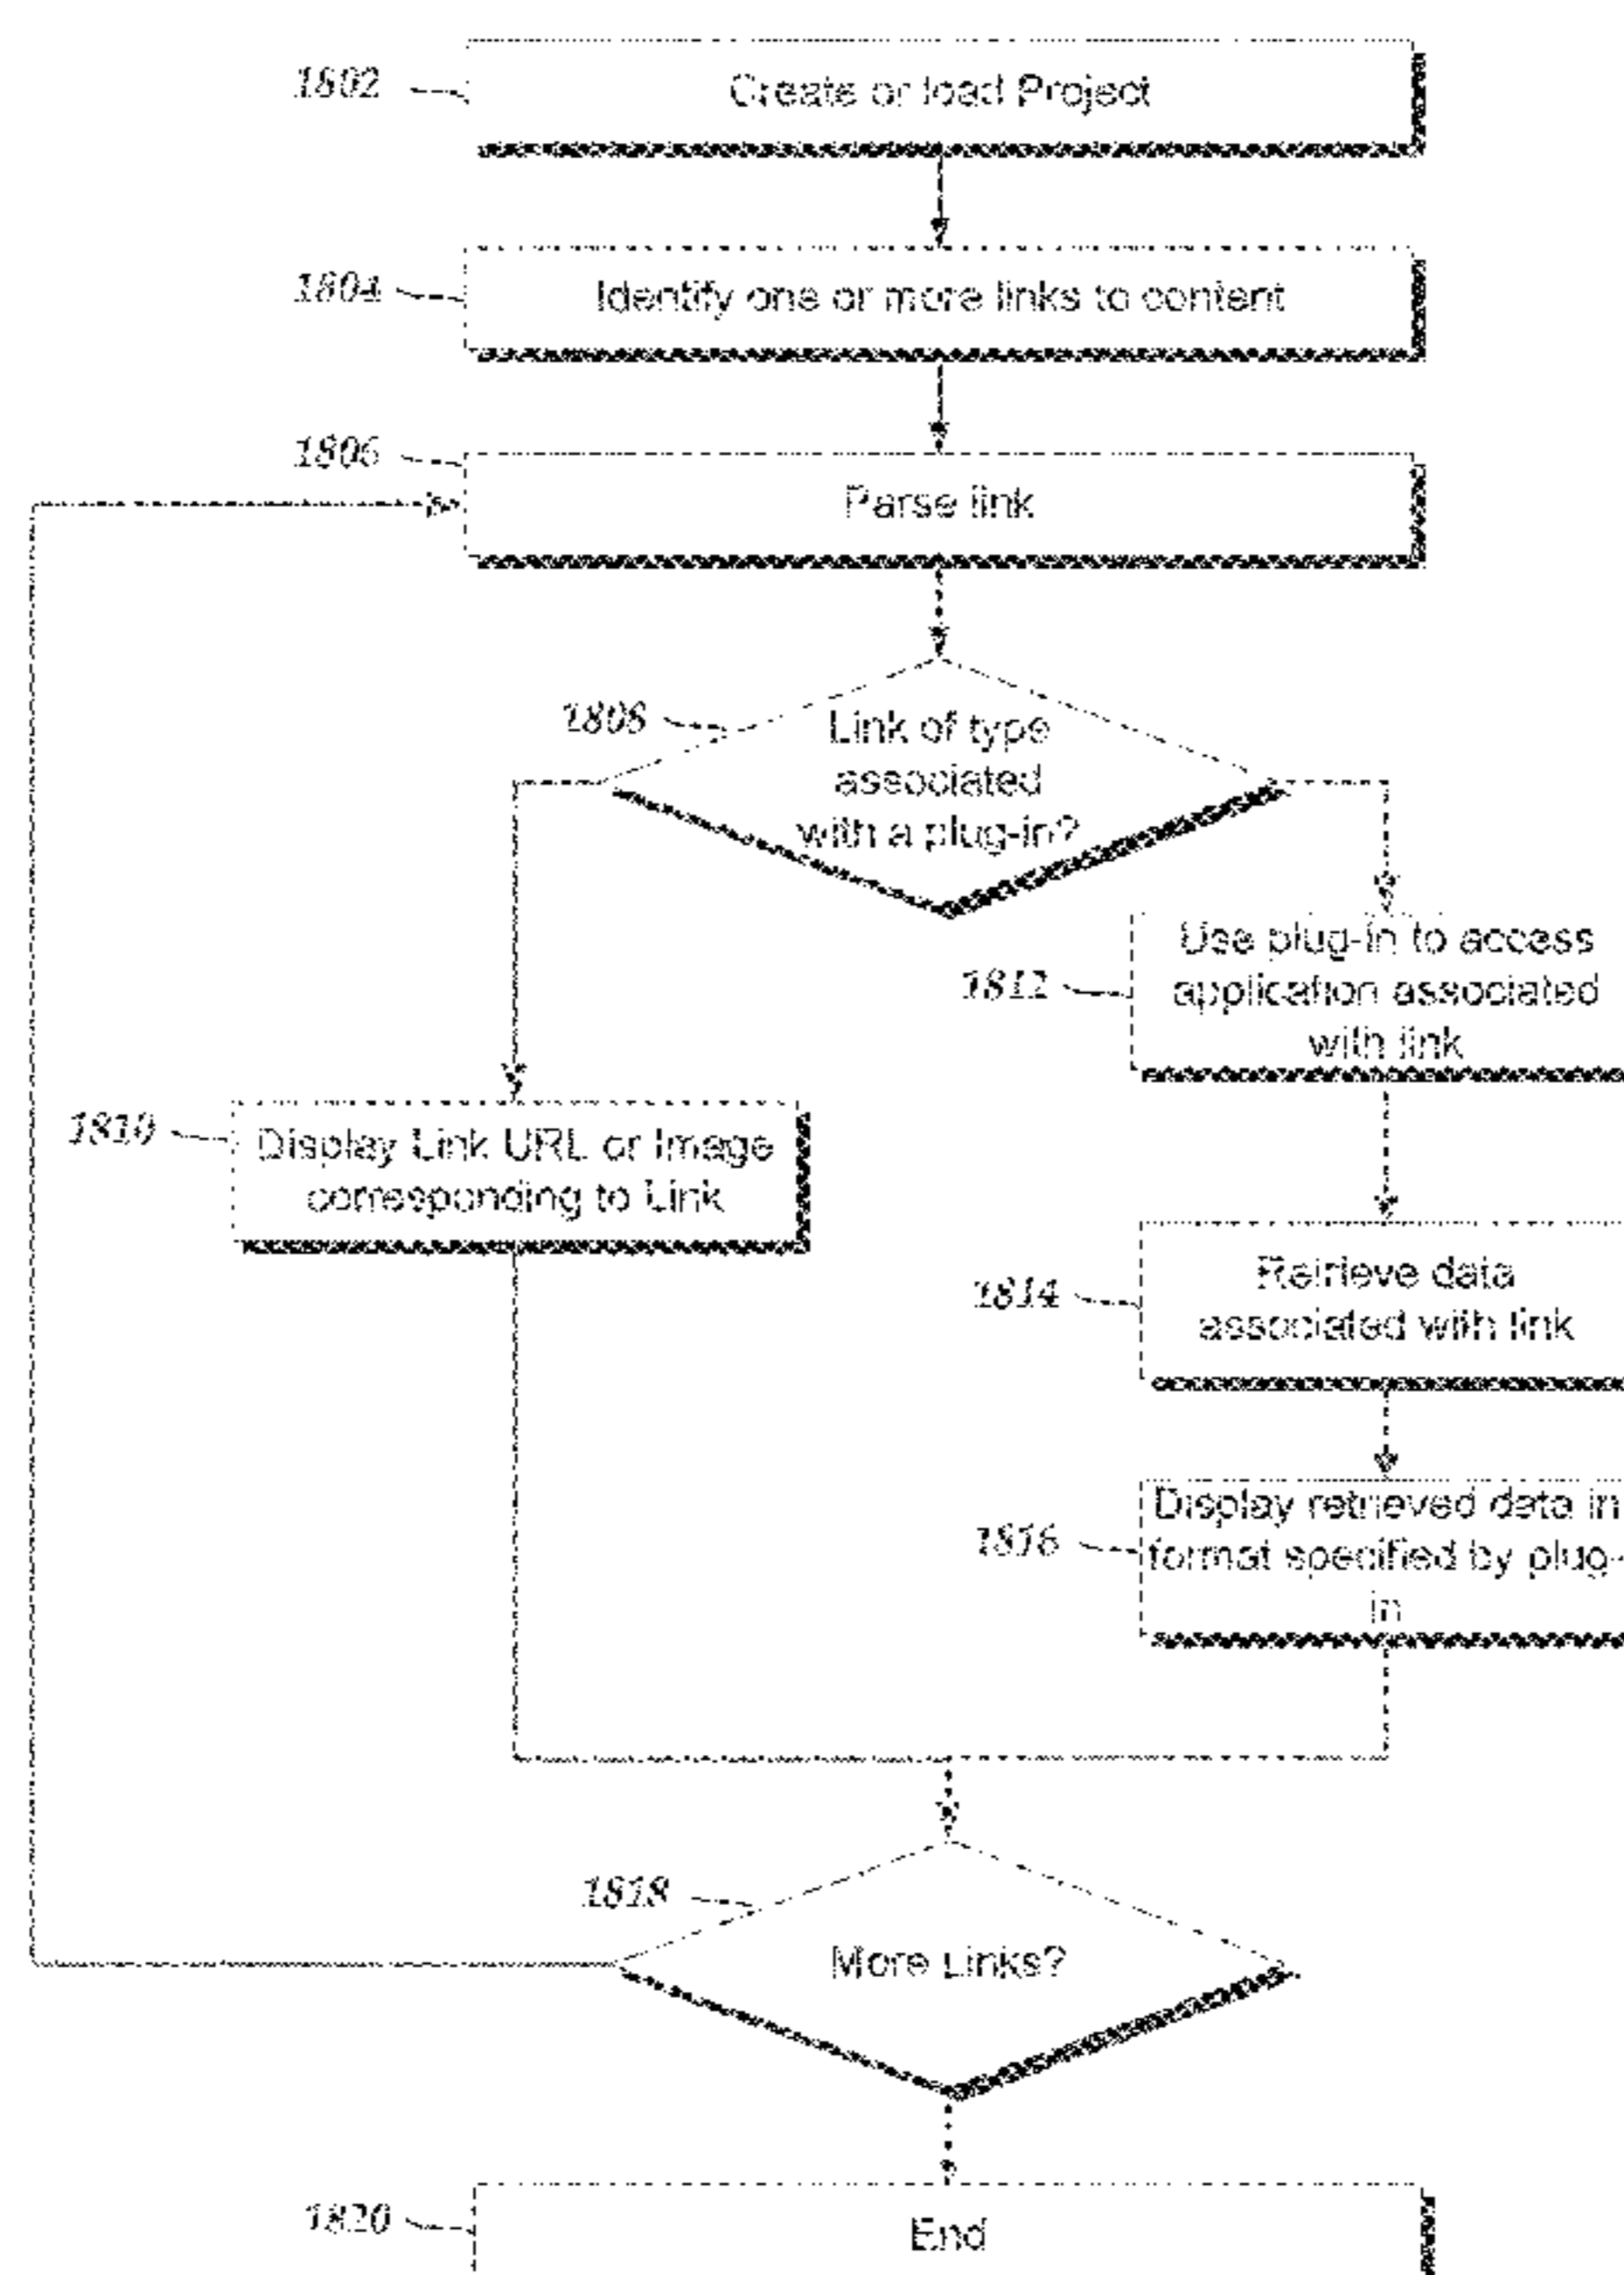 1802
Create or load Project
1804
Identify one or more links to content
1806
Parse link
1808
Link of type
associated
with a plug-in?
Use plug-in to access
1812
application associated
with link
1810
Display Link URL or Image
corresponding to Link
Retrieve data
1814
associated with link
Display retrieved data in
1816
format specified by plug-
in
1818
More Links?
1820
End